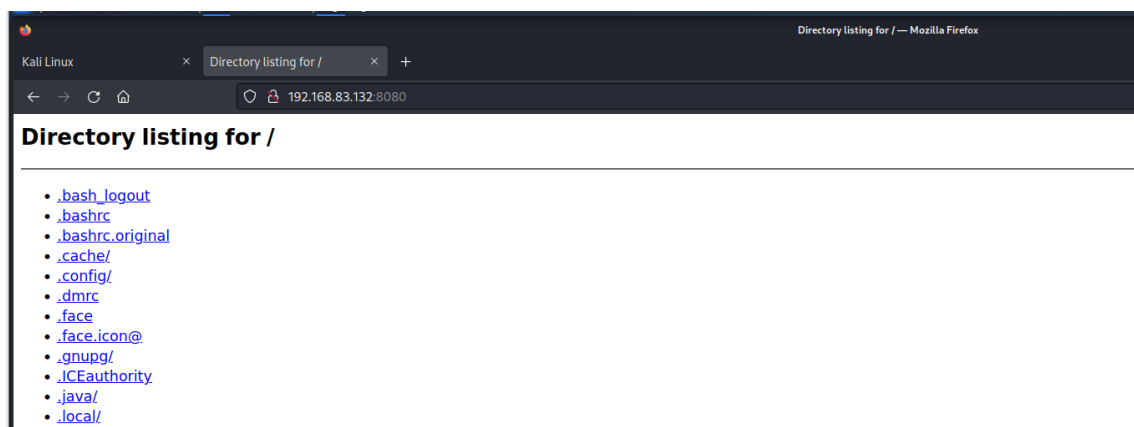 Directory listing for / — Mozilla Firefox
Kali Linux × Directory listing for / × +
192.168.83.132:8080
Directory listing for /
.bash_logout
.bashrc
.bashrc.original
.cache/
.config/
.dmrc
.face
.face.icon@
.gnupg/
.ICEauthority
.java/
.local/